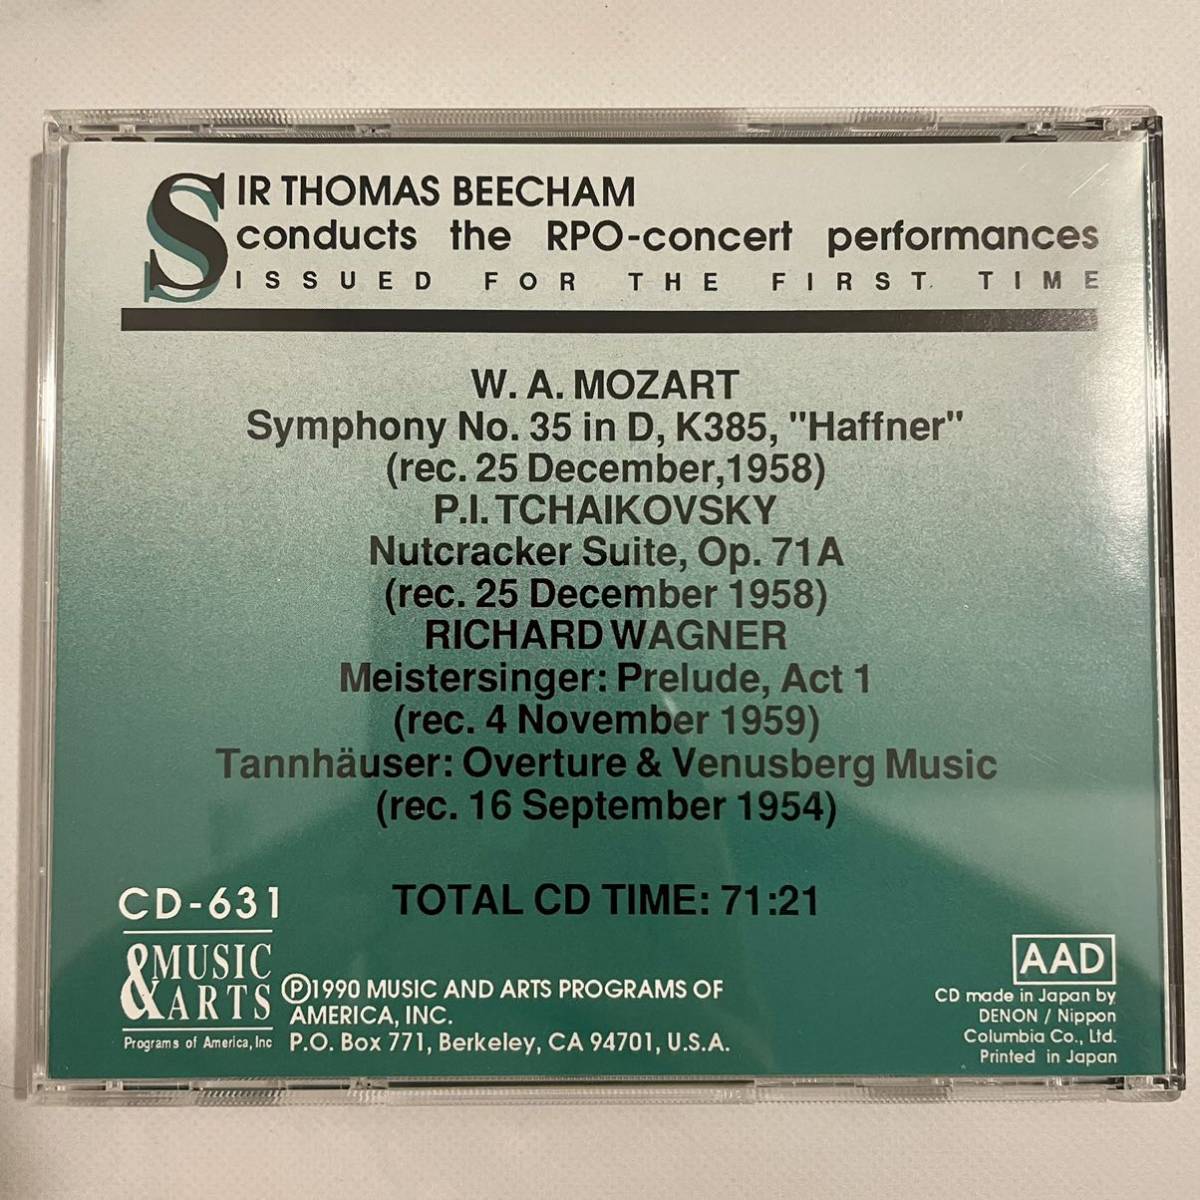 SIR THOMAS BEECHAM
conducts the RPO-concert performances
ISSUED FOR THE FIRST TIME
W. A. MOZART
Symphony No. 35 in D, K385, "Haffner"
(rec. 25 December,1958)
P.I. TCHAIKOVSKY
Nutcracker Suite, Op. 71A
(rec. 25 December 1958)
RICHARD WAGNER
Meistersinger: Prelude, Act 1
(rec. 4 November 1959)
Tannhäuser: Overture & Venusberg Music
(rec. 16 September 1954)
TOTAL CD TIME: 71:21
CD-631
MUSIC
& ARTS
Programs of America, Inc
Ⓟ1990 MUSIC AND ARTS PROGRAMS OF
AMERICA, INC.
P.O. Box 771, Berkeley, CA 94701, U.S.A.
AAD
CD made in Japan by
DENON / Nippon
Columbia Co., Ltd.
Printed in Japan